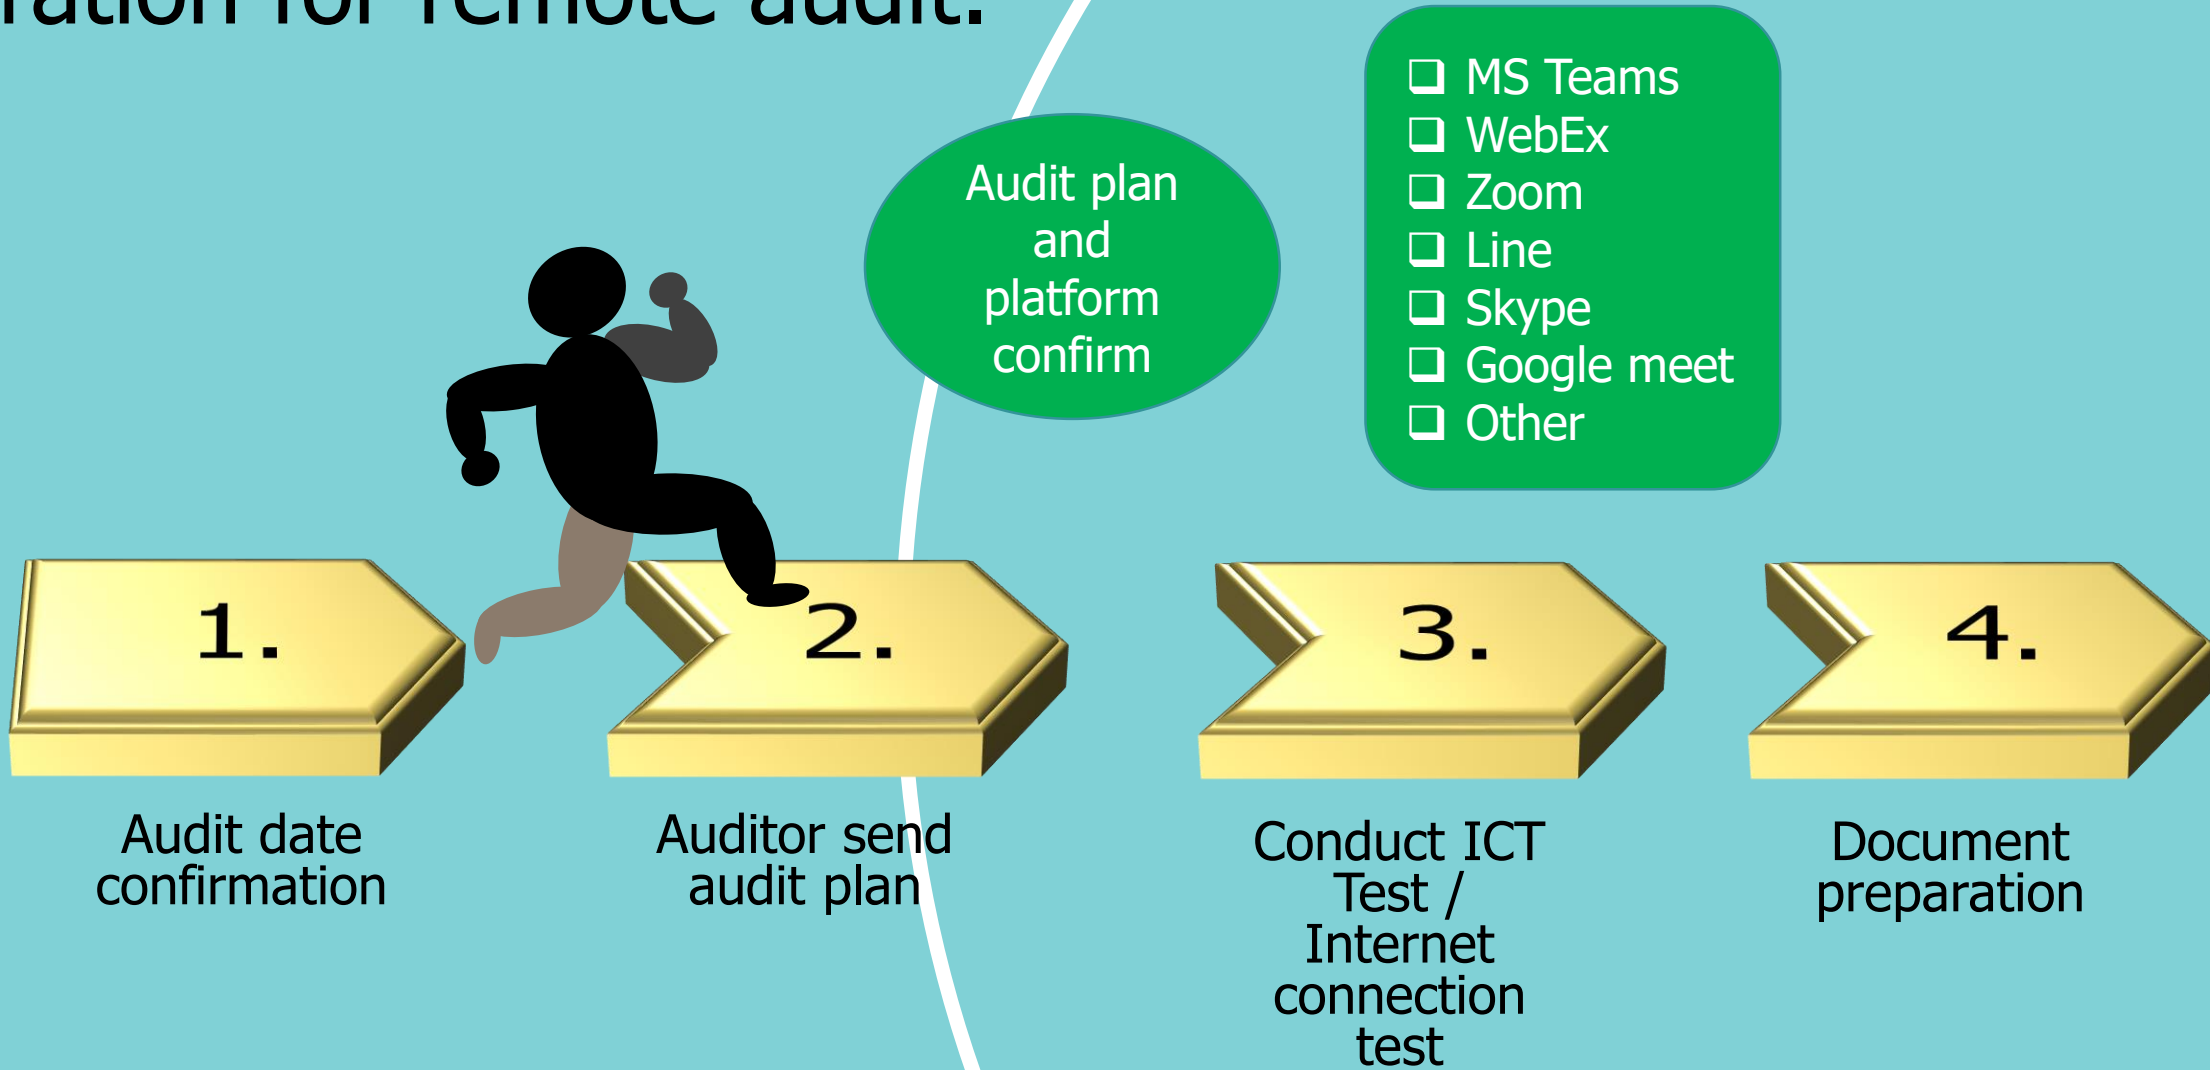 ration for remote audit.
Audit plan
and
platform
confirm
❑ MS Teams
❑ WebEx
❑ Zoom
❑ Line
❑ Skype
❑ Google meet
❑ Other
1.
2.
3.
4.
Audit date
confirmation
Auditor send
audit plan
Conduct ICT
Test /
Internet
connection
test
Document
preparation